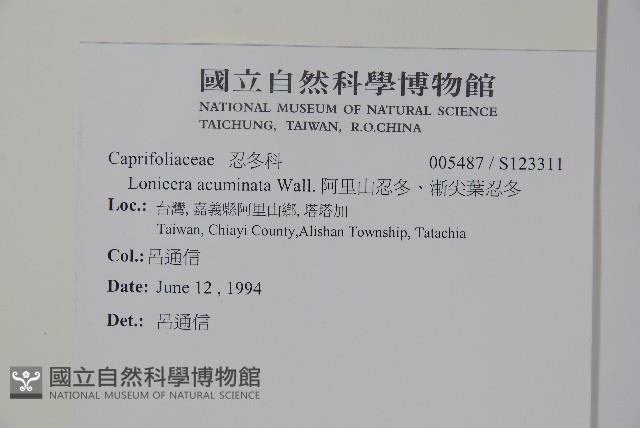 國立自然科學博物館
NATIONAL MUSEUM OF NATURAL SCIENCE
TAICHUNG, TAIWAN, R.O.CHINA
Caprifoliaceae 忍冬科 005487 / S123311
Lonicera acuminata Wall. 阿里山忍冬、漸尖葉忍冬
Loc.: 台灣, 嘉義縣阿里山鄉, 塔塔加
Taiwan, Chiayi County,Alishan Township, Tatachia
Col.: 呂通信
Date: June 12 , 1994
Det.: 呂通信
國立自然科學博物館
NATIONAL MUSEUM OF NATURAL SCIENCE